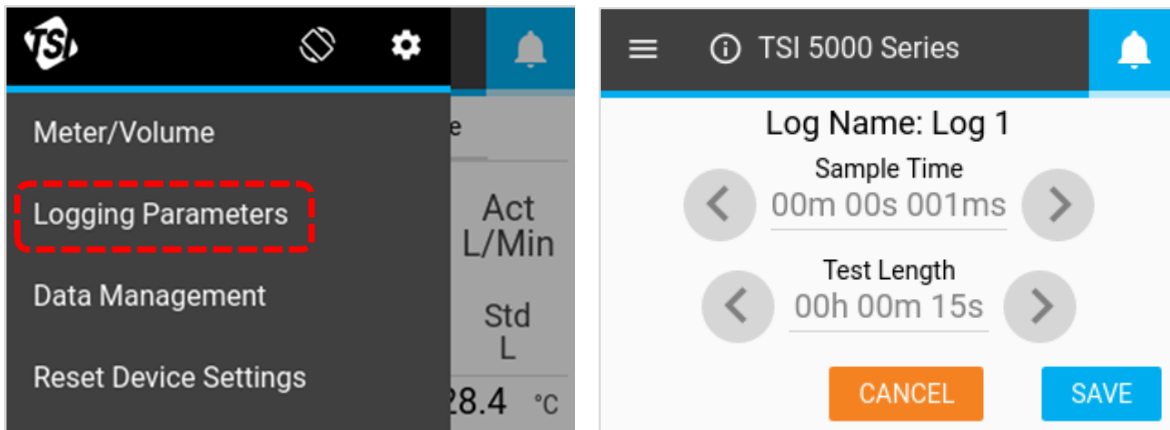 TSI
Meter/Volume
e
Logging Parameters
Act
L/Min
Data Management
Std
L
Reset Device Settings
28.4 °C
TSI 5000 Series
Log Name: Log 1
Sample Time
00m 00s 001ms
Test Length
00h 00m 15s
CANCEL SAVE